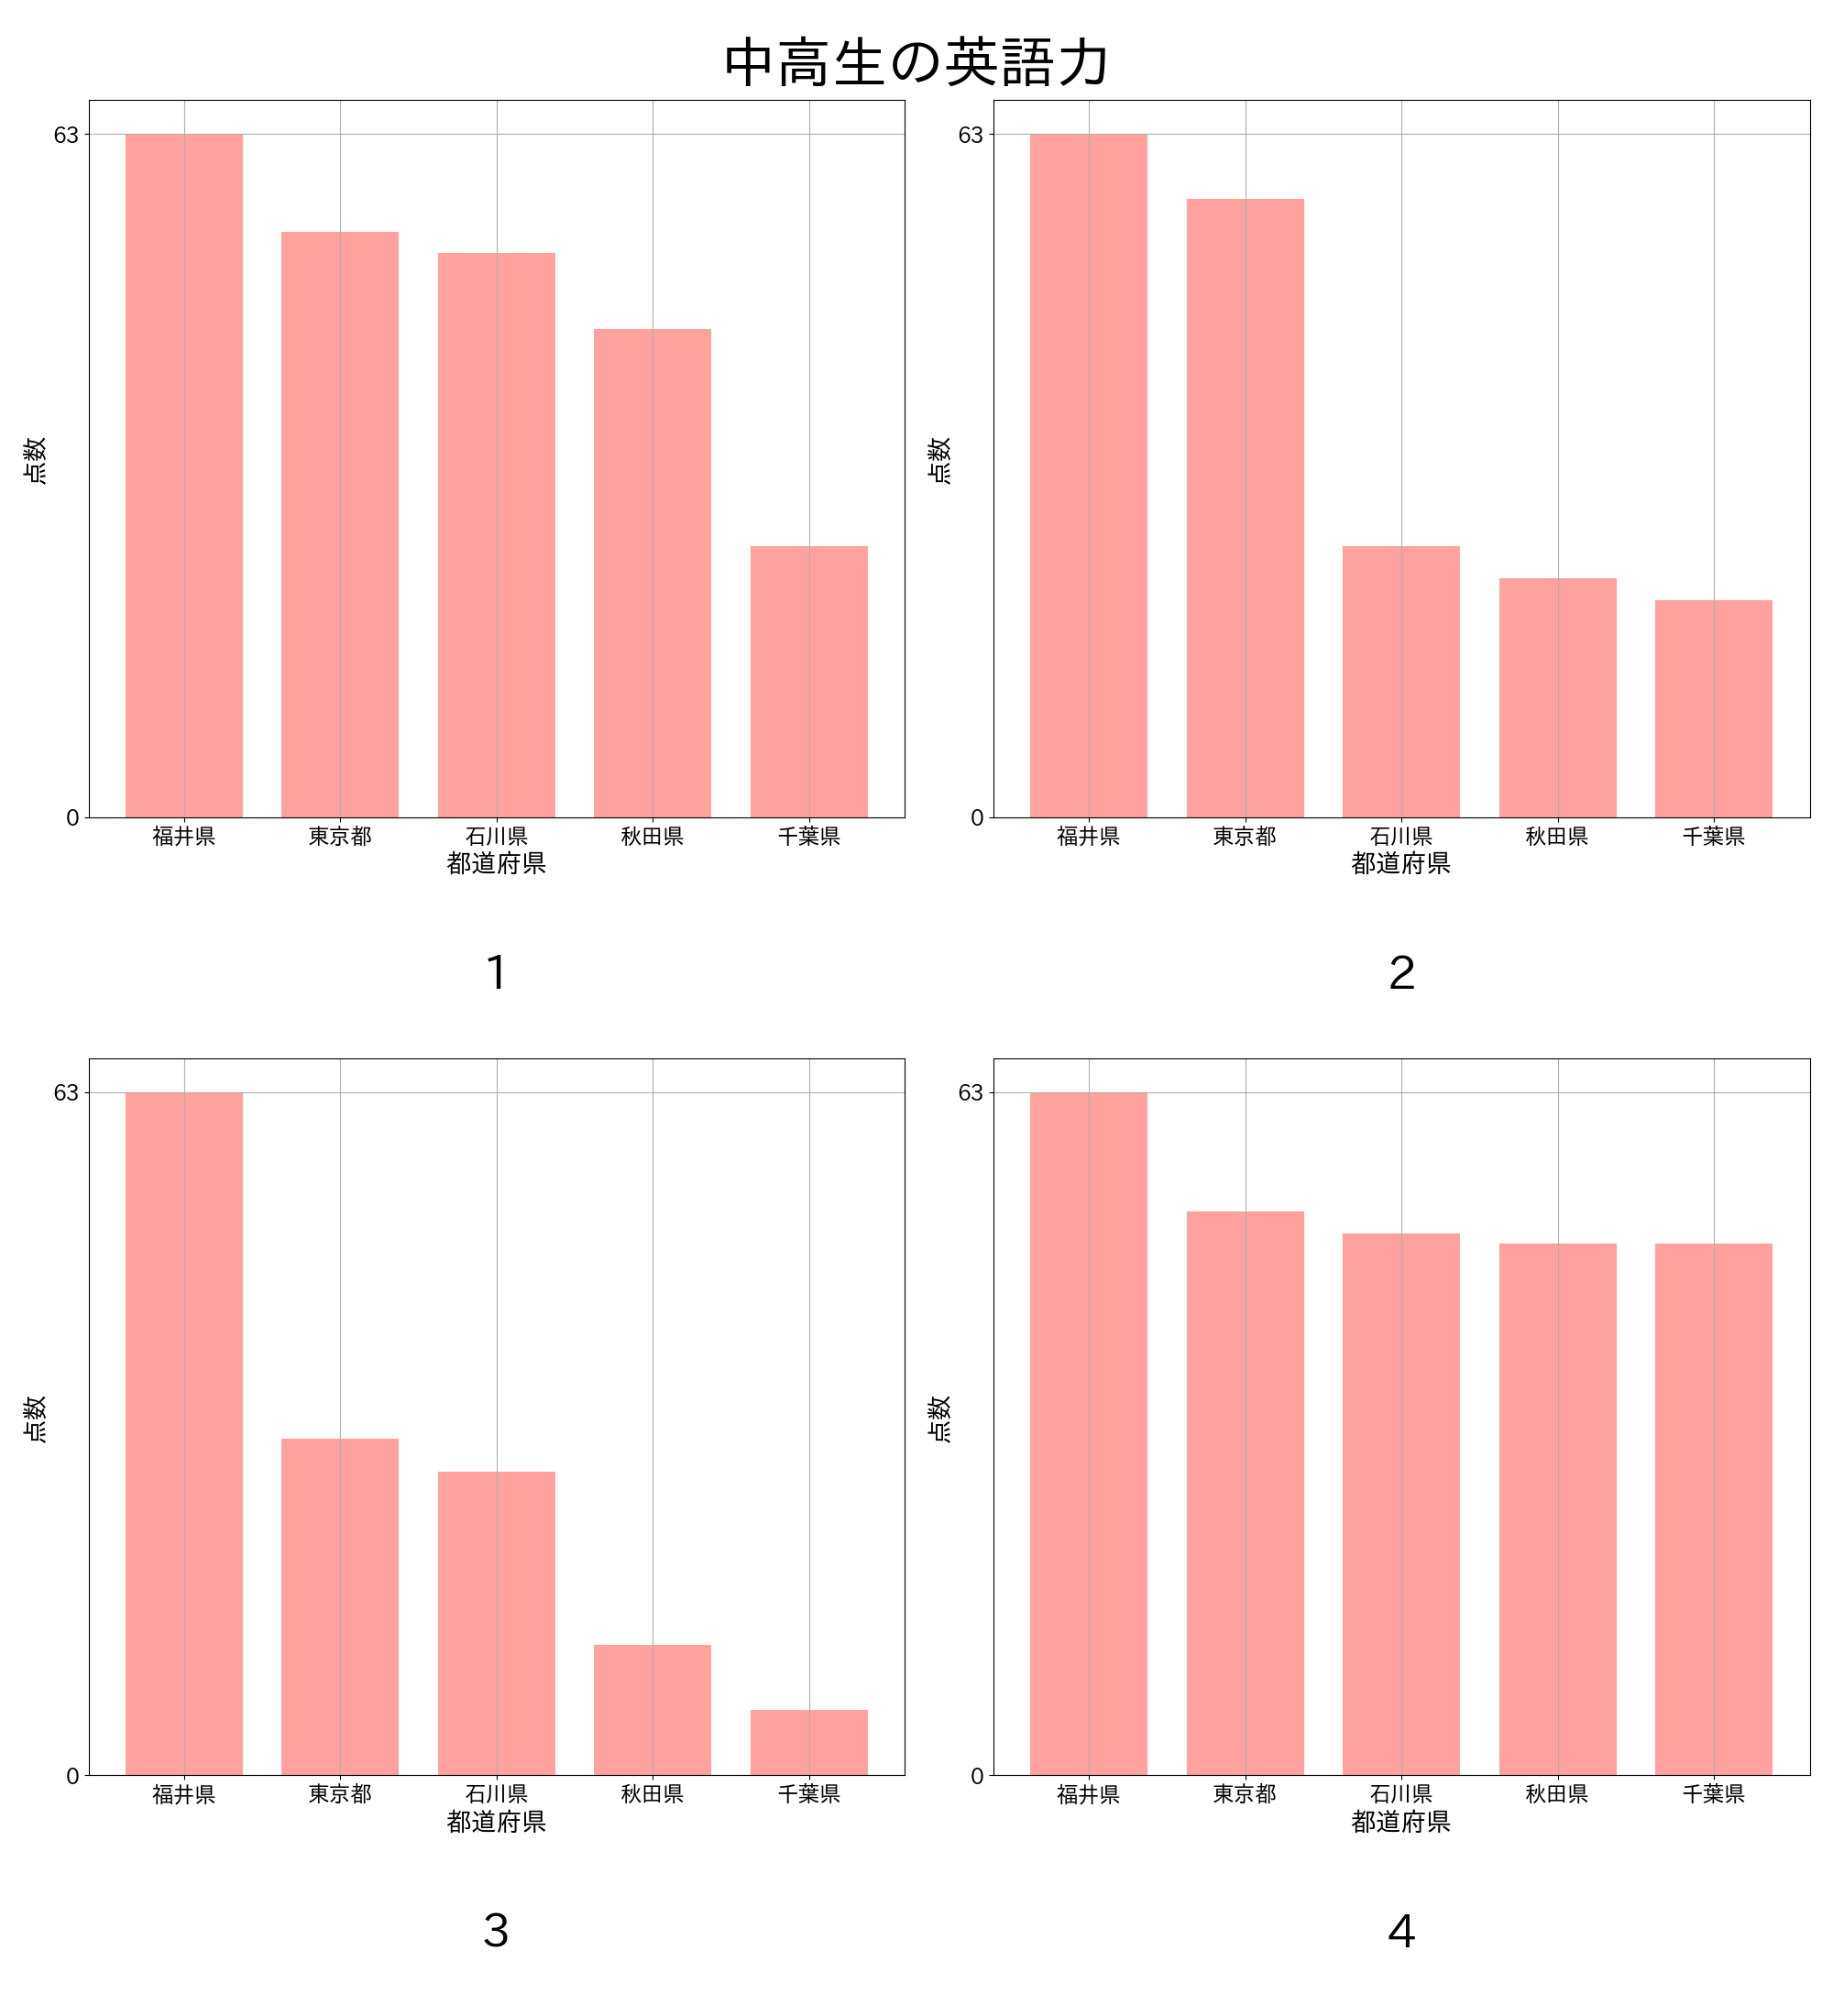 中高生の英語力
63
0
点数
福井県 東京都 石川県 秋田県 千葉県
都道府県
1
63
0
点数
福井県 東京都 石川県 秋田県 千葉県
都道府県
2
63
0
点数
福井県 東京都 石川県 秋田県 千葉県
都道府県
3
63
0
点数
福井県 東京都 石川県 秋田県 千葉県
都道府県
4